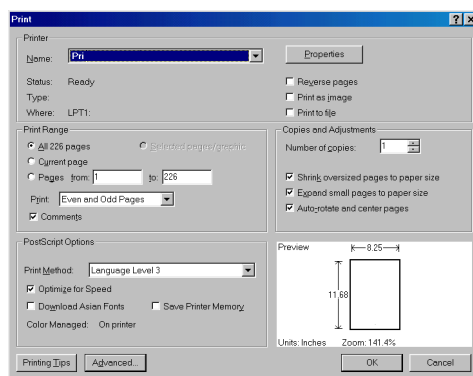 Print
Printer
Name: Pri
Properties
Status: Ready
Type:
Where: LPT1:
Reverse pages
Print as image
Print to file
Print Range
All 226 pages
Selected pages/graphic
Current page
Pages from: 1 to: 226
Print: Even and Odd Pages
Comments
Copies and Adjustments
Number of copies: 1
Shrink oversized pages to paper size
Expand small pages to paper size
Auto-rotate and center pages
PostScript Options
Print Method: Language Level 3
Optimize for Speed
Download Asian Fonts
Save Printer Memory
Color Managed: On printer
Preview
8.25
11.68
Units: Inches Zoom: 141.4%
Printing Tips
Advanced...
OK
Cancel